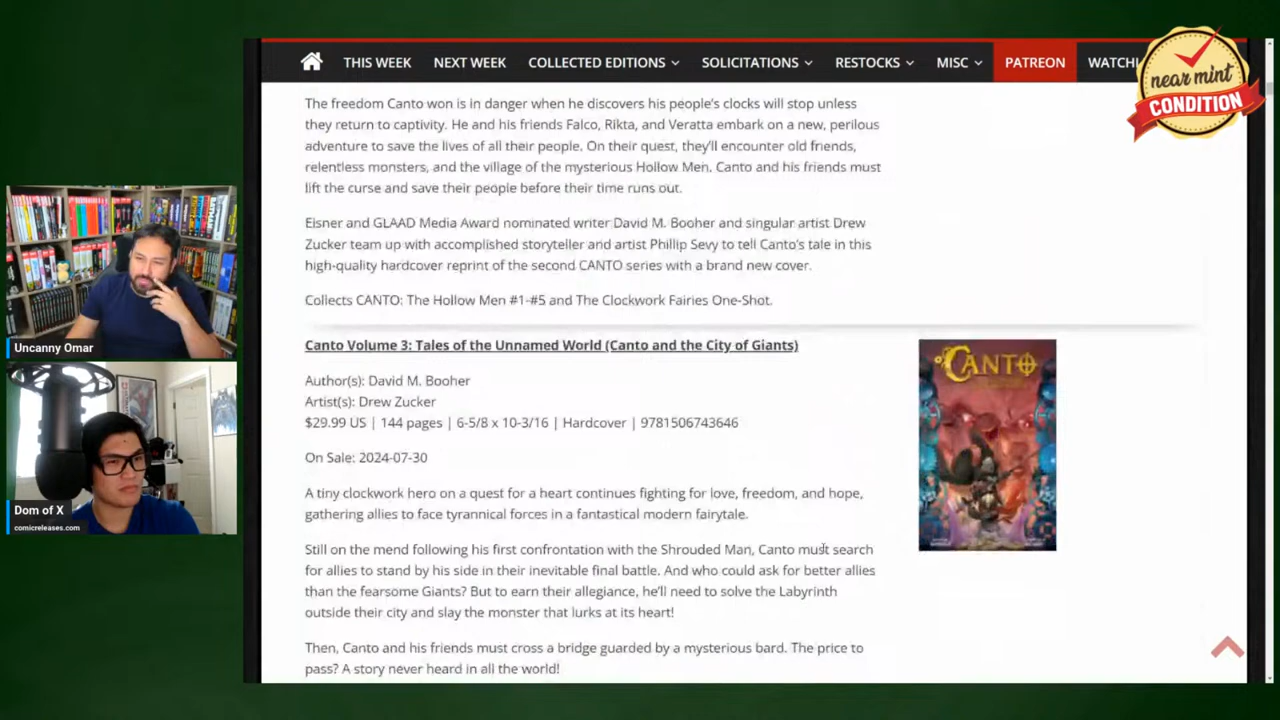 THIS WEEK NEXT WEEK COLLECTED EDITIONS SOLICITATIONS RESTOCKS MISC PATREON
near mint
CONDITION
The freedom Canto won is in danger when he discovers his people's clocks will stop unless
they return to captivity. He and his friends Falco, Rikta, and Veratta embark on a new, perilous
adventure to save the lives of all their people. On their quest, they'll encounter old friends,
relentless monsters, and the village of the mysterious Hollow Men. Canto and his friends must
lift the curse and save their people before their time runs out.
Eisner and GLAAD Media Award nominated writer David M. Booher and singular artist Drew
Zucker team up with accomplished storyteller and artist Phillip Sevy to tell Canto's tale in this
high-quality hardcover reprint of the second CANTO series with a brand new cover.
Collects CANTO: The Hollow Men #1-#5 and The Clockwork Fairies One-Shot.
Canto Volume 3: Tales of the Unnamed World (Canto and the City of Giants)
Author(s): David M. Booher
Artist(s): Drew Zucker
$29.99 US | 144 pages | 6-5/8 x 10-3/16 | Hardcover | 9781506743646
On Sale: 2024-07-30
A tiny clockwork hero on a quest for a heart continues fighting for love, freedom, and hope,
gathering allies to face tyrannical forces in a fantastical modern fairytale.
Still on the mend following his first confrontation with the Shrouded Man, Canto must search
for allies to stand by his side in their inevitable final battle. And who could ask for better allies
than the fearsome Giants? But to earn their allegiance, he'll need to solve the Labyrinth
outside their city and slay the monster that lurks at its heart!
Then, Canto and his friends must cross a bridge guarded by a mysterious bard. The price to
pass? A story never heard in all the world!
CANTO
Uncanny Omar
Dom of X
comicreleases.com